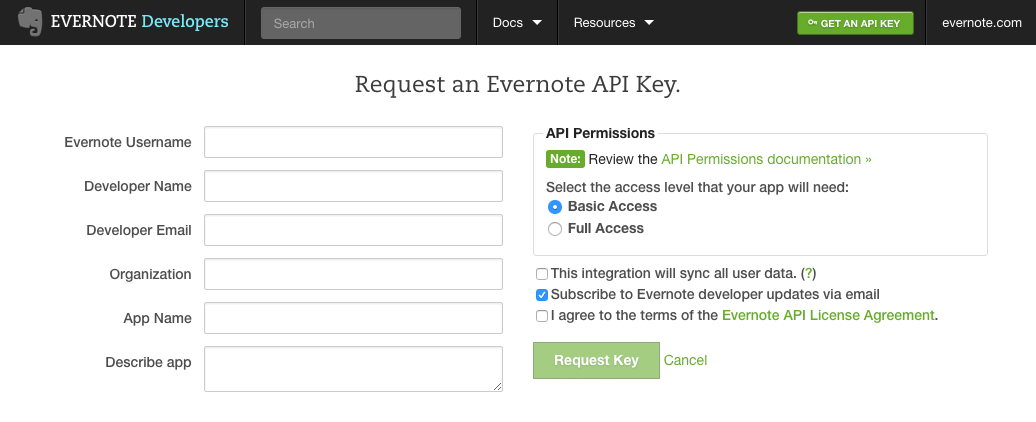 EVERNOTE Developers Search Docs Resources GET AN API KEY evernote.com
Request an Evernote API Key.
Evernote Username
Developer Name
Developer Email
Organization
App Name
Describe app
API Permissions
Note: Review the API Permissions documentation »
Select the access level that your app will need:
Basic Access
Full Access
This integration will sync all user data. (?)
Subscribe to Evernote developer updates via email
I agree to the terms of the Evernote API License Agreement.
Request Key Cancel